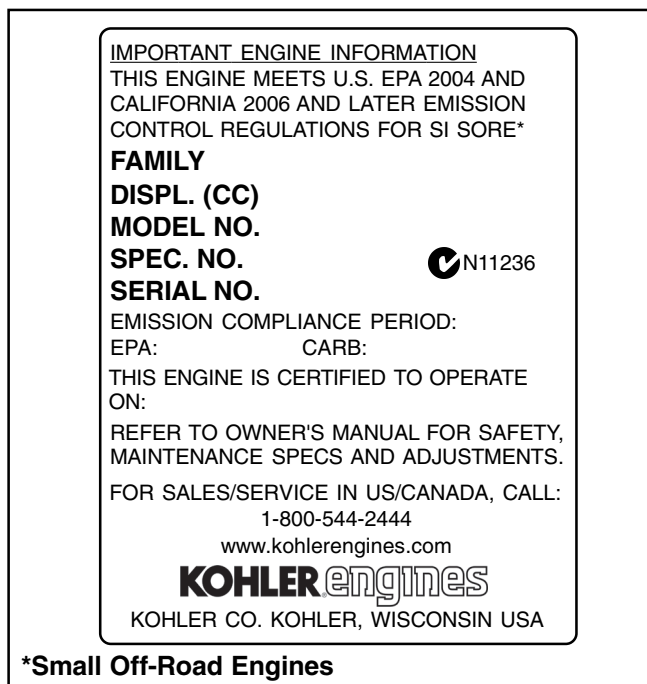 IMPORTANT ENGINE INFORMATION
THIS ENGINE MEETS U.S. EPA 2004 AND
CALIFORNIA 2006 AND LATER EMISSION
CONTROL REGULATIONS FOR SI SORE*
FAMILY
DISPL. (CC)
MODEL NO.
SPEC. NO. N11236
SERIAL NO.
EMISSION COMPLIANCE PERIOD:
EPA: CARB:
THIS ENGINE IS CERTIFIED TO OPERATE
ON:
REFER TO OWNER'S MANUAL FOR SAFETY,
MAINTENANCE SPECS AND ADJUSTMENTS.
FOR SALES/SERVICE IN US/CANADA, CALL:
1-800-544-2444
www.kohlerengines.com
KOHLER engines
KOHLER CO. KOHLER, WISCONSIN USA
*Small Off-Road Engines